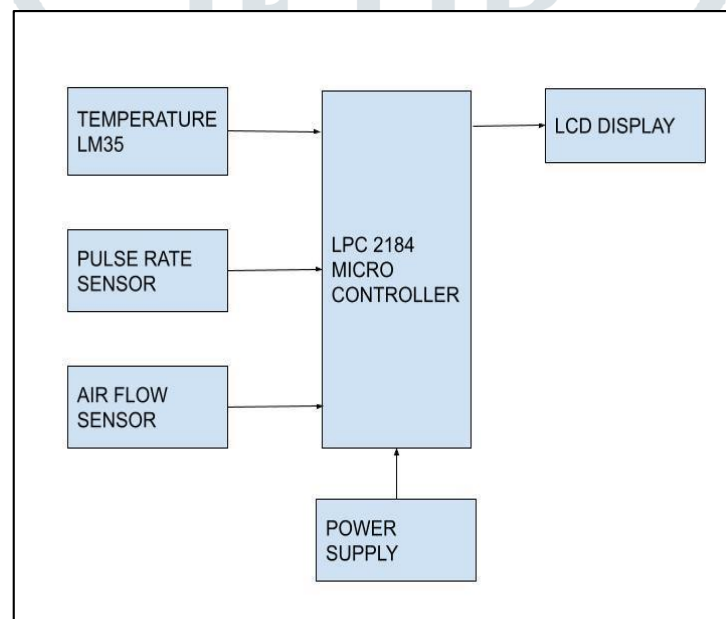 TEMPERATURE
LM35
LCD DISPLAY
PULSE RATE
SENSOR
LPC 2184
MICRO
CONTROLLER
AIR FLOW
SENSOR
POWER
SUPPLY